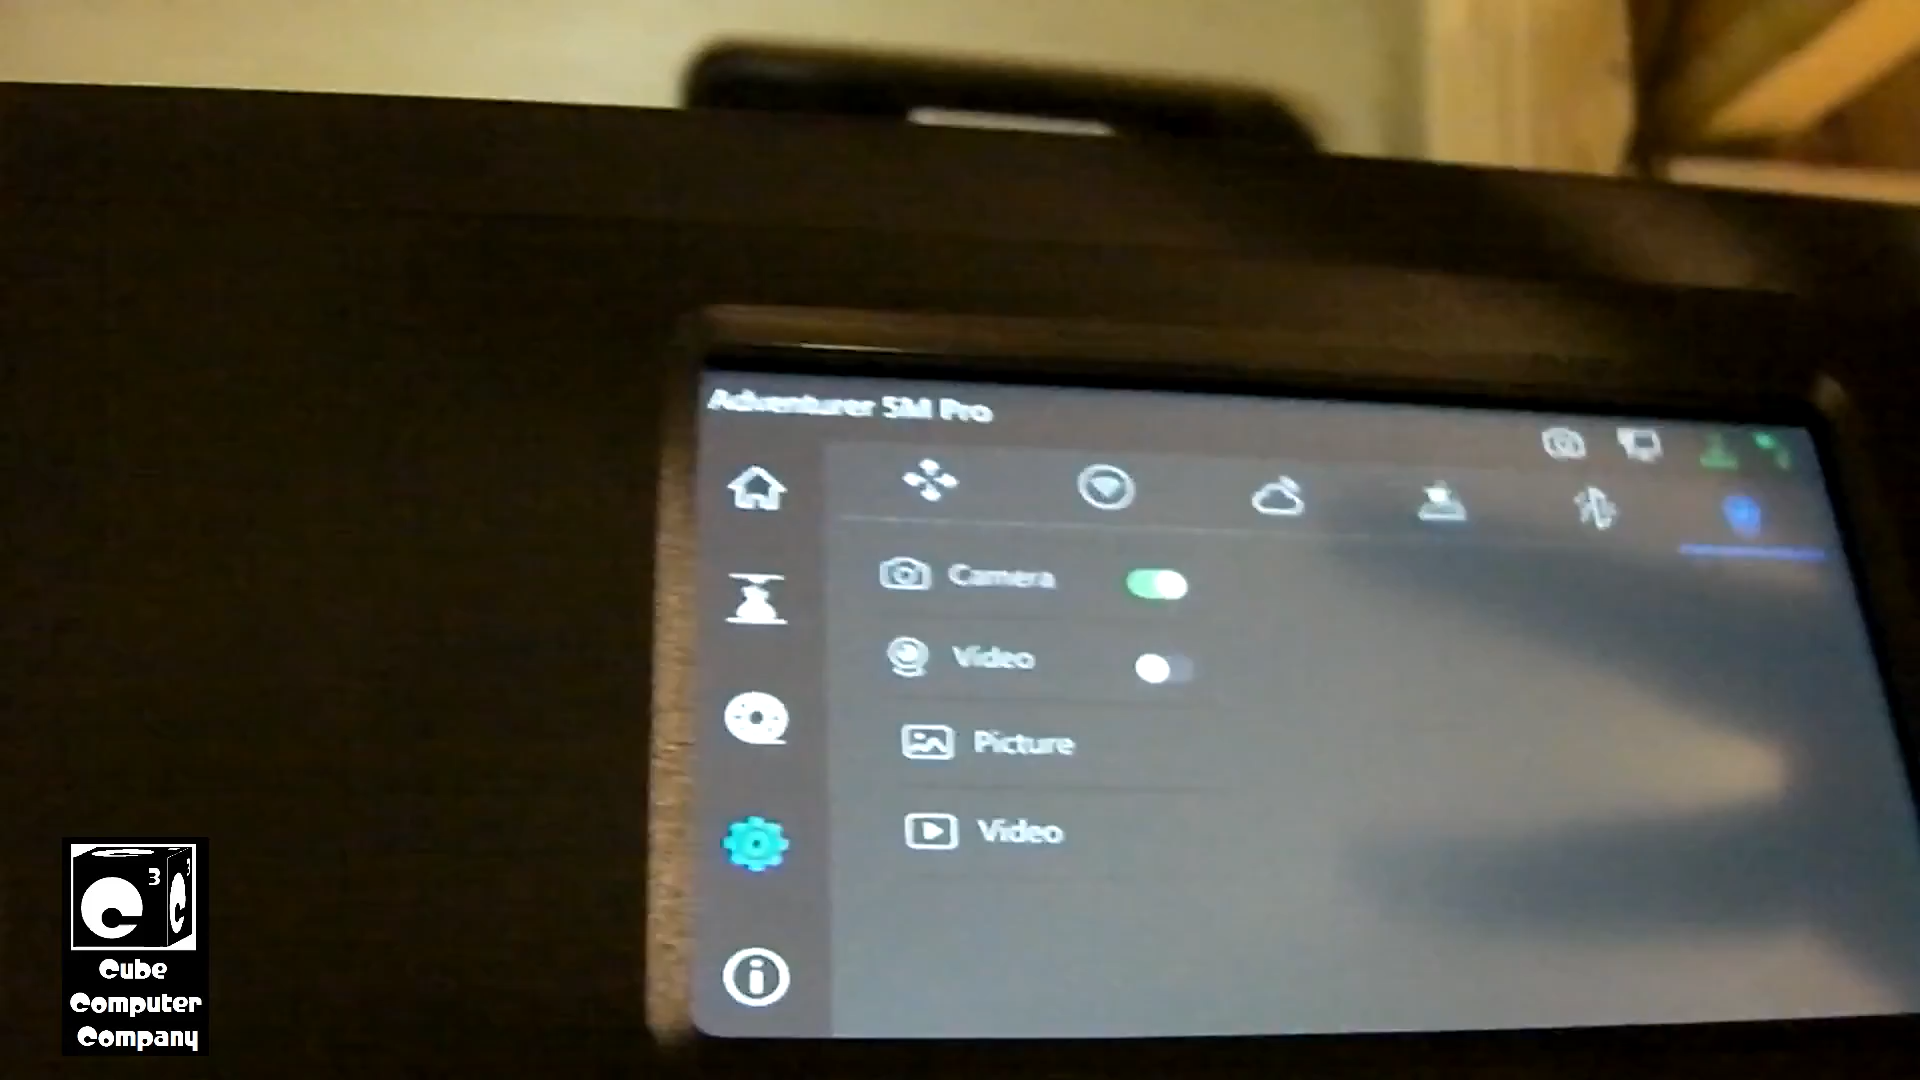 Adventurer 5M Pro
Camera
Video
Picture
Video
Cube
Computer
Company